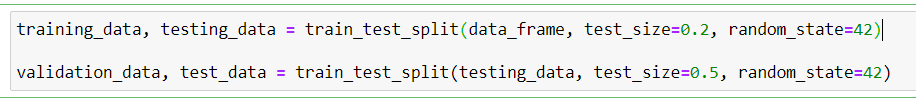 training_data, testing_data = train_test_split(data_frame, test_size=0.2, random_state=42)
validation_data, test_data = train_test_split(testing_data, test_size=0.5, random_state=42)